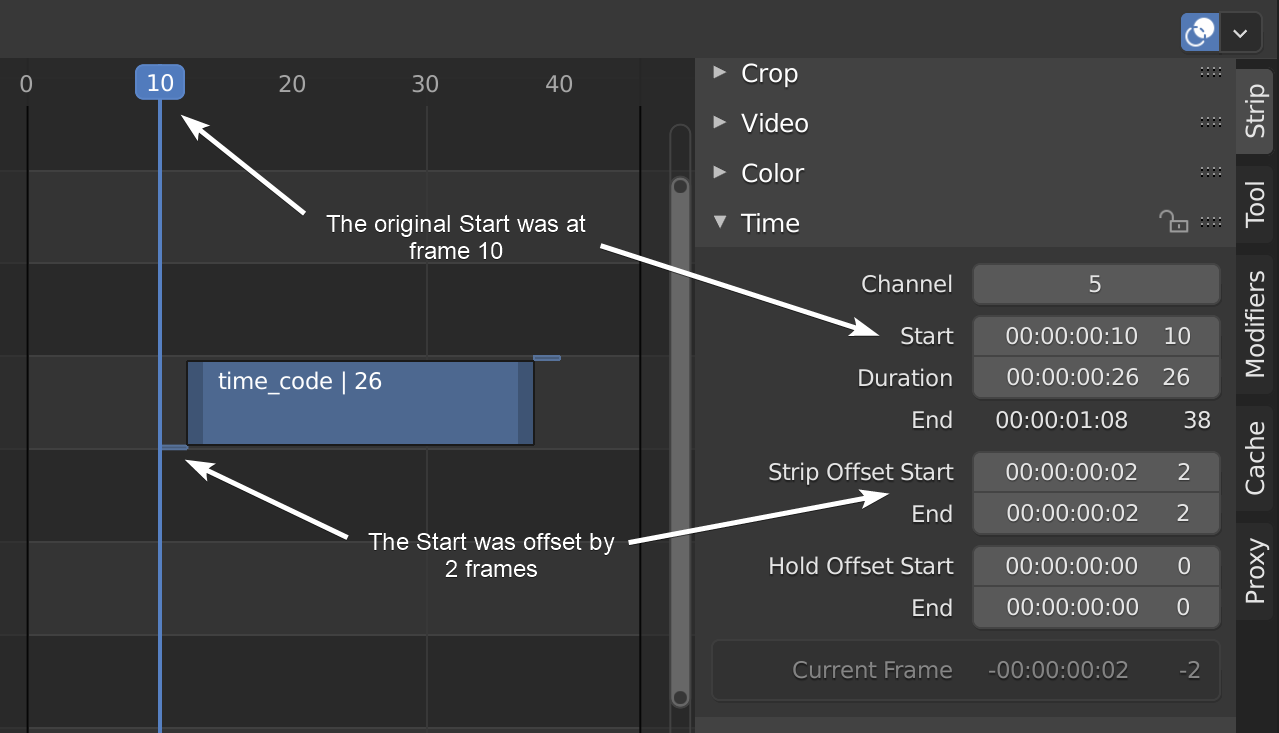 0 10 20 30 40
The original Start was at
frame 10
time_code | 26
The Start was offset by
2 frames
Crop
Video
Color
Time
Channel 5
Start 00:00:00:10 10
Duration 00:00:00:26 26
End 00:00:01:08 38
Strip Offset Start 00:00:00:02 2
End 00:00:00:02 2
Hold Offset Start 00:00:00:00 0
End 00:00:00:00 0
Current Frame -00:00:00:02 -2
Strip
Tool
Modifiers
Cache
Proxy